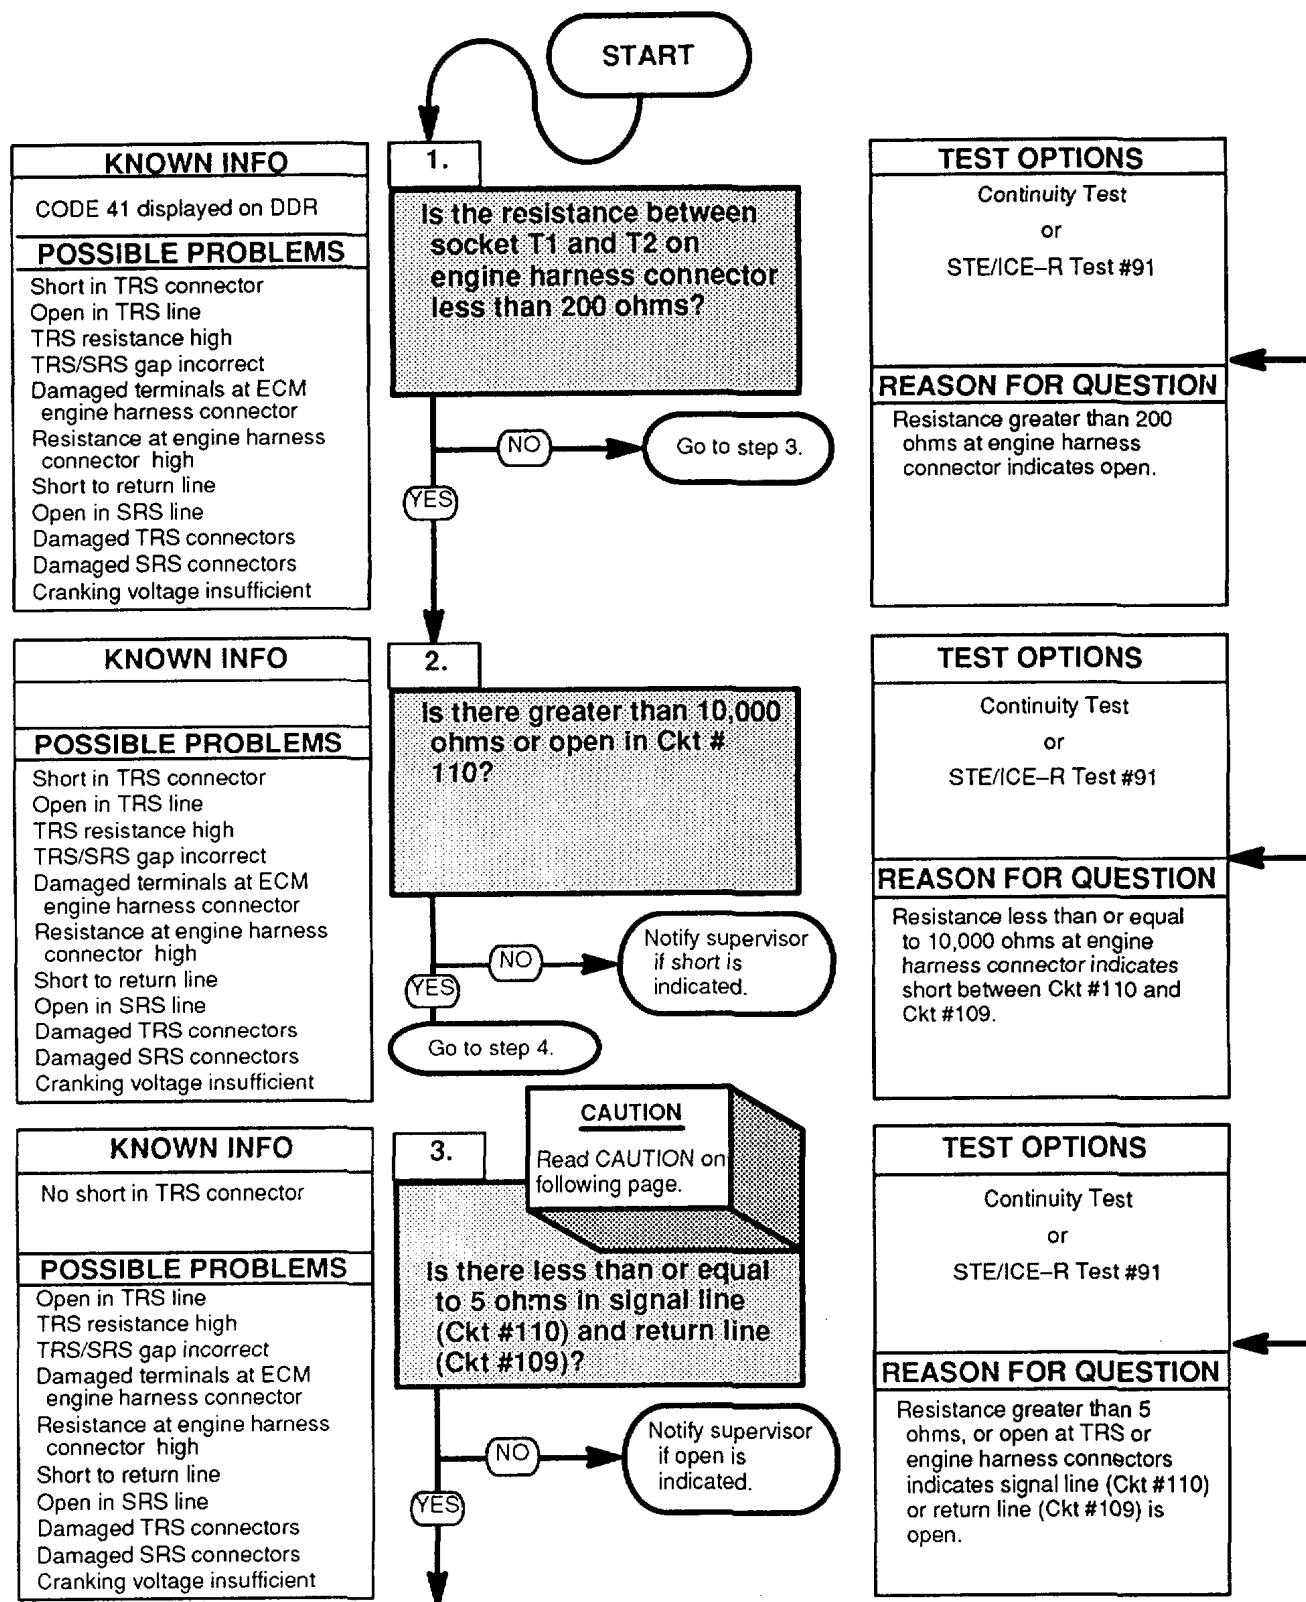 START
KNOWN INFO
CODE 41 displayed on DDR
POSSIBLE PROBLEMS
Short in TRS connector
Open in TRS line
TRS resistance high
TRS/SRS gap incorrect
Damaged terminals at ECM
engine harness connector
Resistance at engine harness
connector high
Short to return line
Open in SRS line
Damaged TRS connectors
Damaged SRS connectors
Cranking voltage insufficient
1.
Is the resistance between
socket T1 and T2 on
engine harness connector
less than 200 ohms?
NO
Go to step 3.
YES
TEST OPTIONS
Continuity Test
or
STE/ICE–R Test #91
REASON FOR QUESTION
Resistance greater than 200
ohms at engine harness
connector indicates open.
KNOWN INFO
POSSIBLE PROBLEMS
Short in TRS connector
Open in TRS line
TRS resistance high
TRS/SRS gap incorrect
Damaged terminals at ECM
engine harness connector
Resistance at engine harness
connector high
Short to return line
Open in SRS line
Damaged TRS connectors
Damaged SRS connectors
Cranking voltage insufficient
2.
Is there greater than 10,000
ohms or open in Ckt #
110?
NO
Notify supervisor
if short is
indicated.
YES
Go to step 4.
TEST OPTIONS
Continuity Test
or
STE/ICE–R Test #91
REASON FOR QUESTION
Resistance less than or equal
to 10,000 ohms at engine
harness connector indicates
short between Ckt #110 and
Ckt #109.
KNOWN INFO
No short in TRS connector
POSSIBLE PROBLEMS
Open in TRS line
TRS resistance high
TRS/SRS gap incorrect
Damaged terminals at ECM
engine harness connector
Resistance at engine harness
connector high
Short to return line
Open in SRS line
Damaged TRS connectors
Damaged SRS connectors
Cranking voltage insufficient
3.
CAUTION
Read CAUTION on
following page.
Is there less than or equal
to 5 ohms in signal line
(Ckt #110) and return line
(Ckt #109)?
NO
Notify supervisor
if open is
indicated.
YES
TEST OPTIONS
Continuity Test
or
STE/ICE–R Test #91
REASON FOR QUESTION
Resistance greater than 5
ohms, or open at TRS or
engine harness connectors
indicates signal line (Ckt #110)
or return line (Ckt #109) is
open.